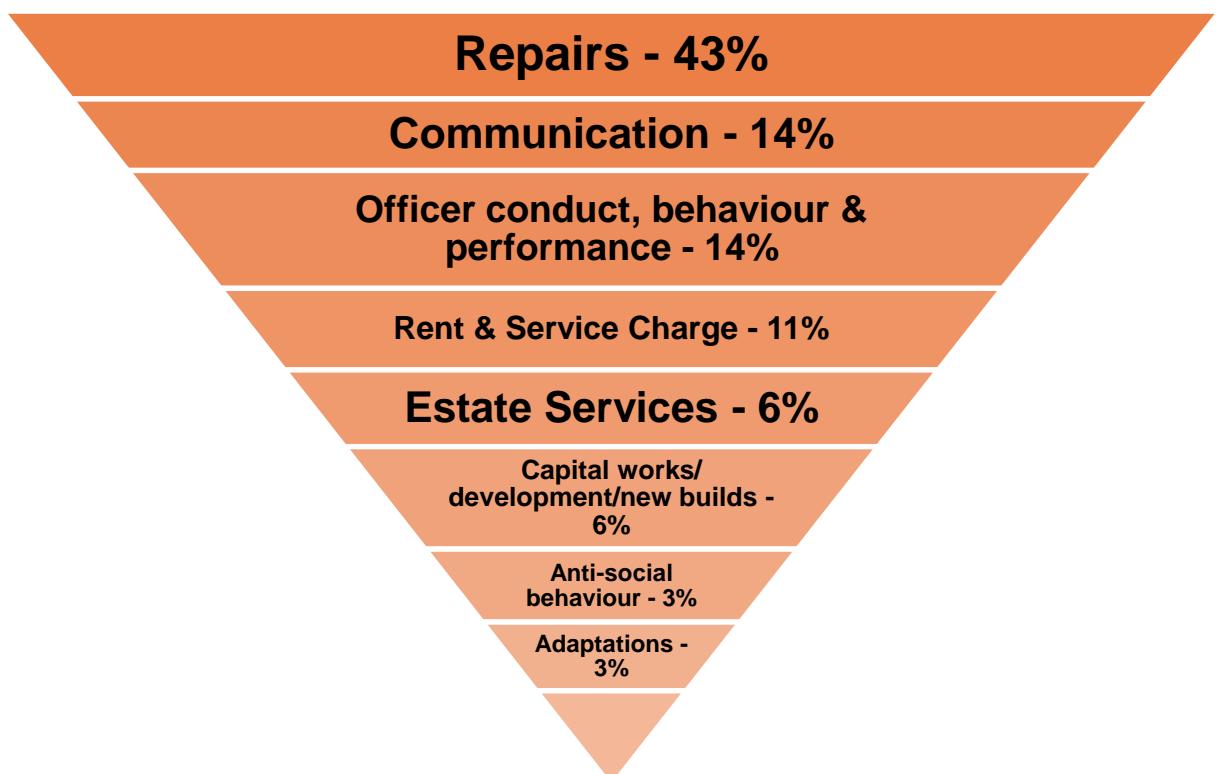 Repairs - 43%
Communication - 14%
Officer conduct, behaviour &
performance - 14%
Rent & Service Charge - 11%
Estate Services - 6%
Capital works/
development/new builds -
6%
Anti-social
behaviour - 3%
Adaptations -
3%